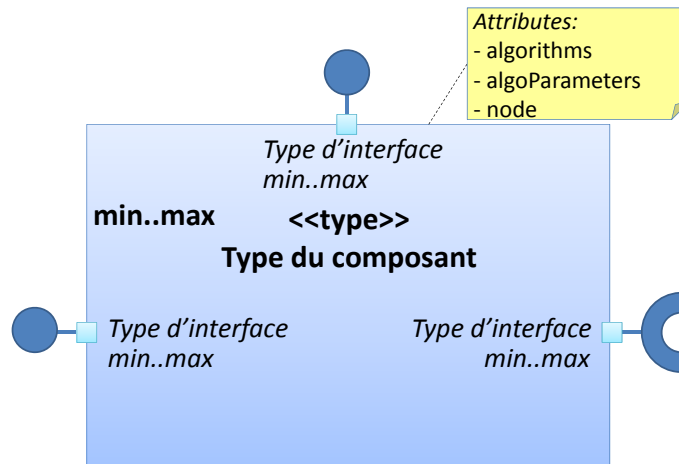 Attributes:
- algorithms
- algoParameters
- node
Type d’interface
min..max
min..max
<<type>>
Type du composant
Type d’interface
min..max
Type d’interface
min..max